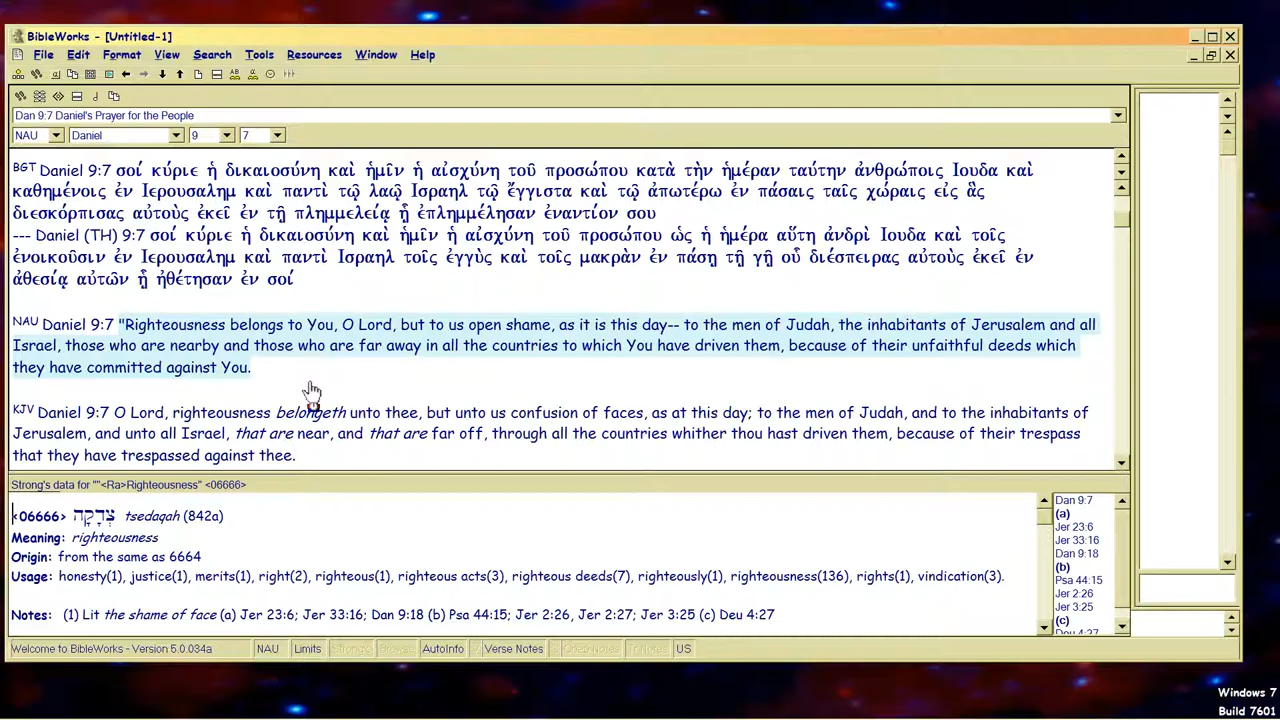 BibleWorks - [Untitled-1]
File Edit Format View Search Tools Resources Window Help
Dan 9:7 Daniel's Prayer for the People
NAU Daniel 9 7
BGT Daniel 9:7 σοί κύριε ἡ δικαιοσύνη καὶ ἡμῖν ἡ αἰσχύνη τοῦ προσώπου κατὰ τὴν ἡμέραν ταύτην ἀνθρώποις Ιουδα καὶ
καθημένοις ἐν Ιερουσαλημ καὶ παντὶ τῷ λαῷ Ισραηλ τῷ ἔγγιστα καὶ τῷ ἀπωτέρω ἐν πάσαις ταῖς χώραις εἰς ἃς
διεσκόρπισας αὐτοὺς ἐκεῖ ἐν τῇ πλημμελείᾳ ᾗ ἐπλημμέλησαν ἐναντίον σου
--- Daniel (TH) 9:7 σοί κύριε ἡ δικαιοσύνη καὶ ἡμῖν ἡ αἰσχύνη τοῦ προσώπου ὡς ἡ ἡμέρα αὕτη ἀνδρὶ Ιουδα καὶ τοῖς
ἐνοικοῦσιν ἐν Ιερουσαλημ καὶ παντὶ Ισραηλ τοῖς ἐγγὺς καὶ τοῖς μακρὰν ἐν πάσῃ τῇ γῇ οὗ διέσπειρας αὐτοὺς ἐκεῖ ἐν
ἀθεσίᾳ αὐτῶν ᾗ ἠθέτησαν ἐν σοί
NAU Daniel 9:7 "Righteousness belongs to You, O Lord, but to us open shame, as it is this day-- to the men of Judah, the inhabitants of Jerusalem and all
Israel, those who are nearby and those who are far away in all the countries to which You have driven them, because of their unfaithful deeds which
they have committed against You.
KJV Daniel 9:7 O Lord, righteousness belongeth unto thee, but unto us confusion of faces, as at this day; to the men of Judah, and to the inhabitants of
Jerusalem, and unto all Israel, that are near, and that are far off, through all the countries whither thou hast driven them, because of their trespass
that they have trespassed against thee.
Strong's data for ""<Ra>Righteousness" <06666>
<06666> צְדָקָה tsedaqah (842a)
Meaning: righteousness
Origin: from the same as 6664
Usage: honesty(1), justice(1), merits(1), right(2), righteous(1), righteous acts(3), righteous deeds(7), righteously(1), righteousness(136), rights(1), vindication(3).
Notes: (1) Lit the shame of face (a) Jer 23:6; Jer 33:16; Dan 9:18 (b) Psa 44:15; Jer 2:26, Jer 2:27; Jer 3:25 (c) Deu 4:27
Dan 9:7
(a)
Jer 23:6
Jer 33:16
Dan 9:18
(b)
Psa 44:15
Jer 2:26
Jer 3:25
(c)
Deu 4:27
Welcome to BibleWorks - Version 5.0.034a NAU Limits Strong's Browse AutoInfo Verse Notes Chap Notes US
Windows 7
Build 7601